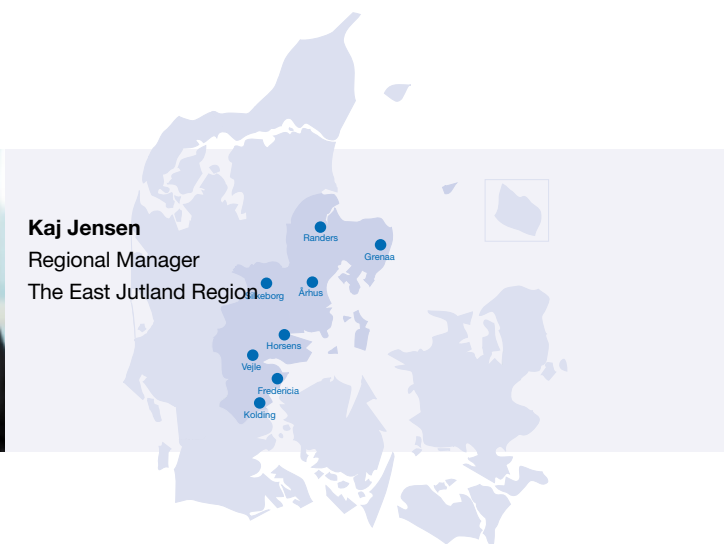 Kaj Jensen
Regional Manager
The East Jutland Region
Randers
Grenaa
Århus
Horsens
Vejle
Fredericia
Kolding